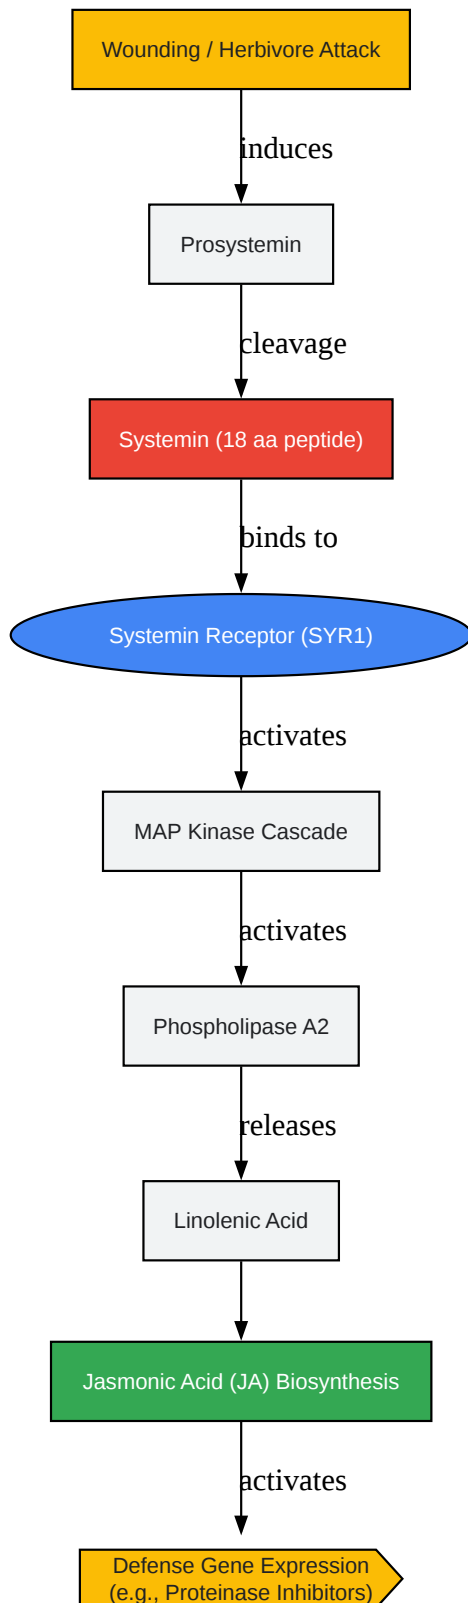 Wounding / Herbivore Attack
induces
Prosystemin
cleavage
Systemin (18 aa peptide)
binds to
Systemin Receptor (SYR1)
activates
MAP Kinase Cascade
activates
Phospholipase A2
releases
Linolenic Acid
Jasmonic Acid (JA) Biosynthesis
activates
Defense Gene Expression
(e.g., Proteinase Inhibitors)